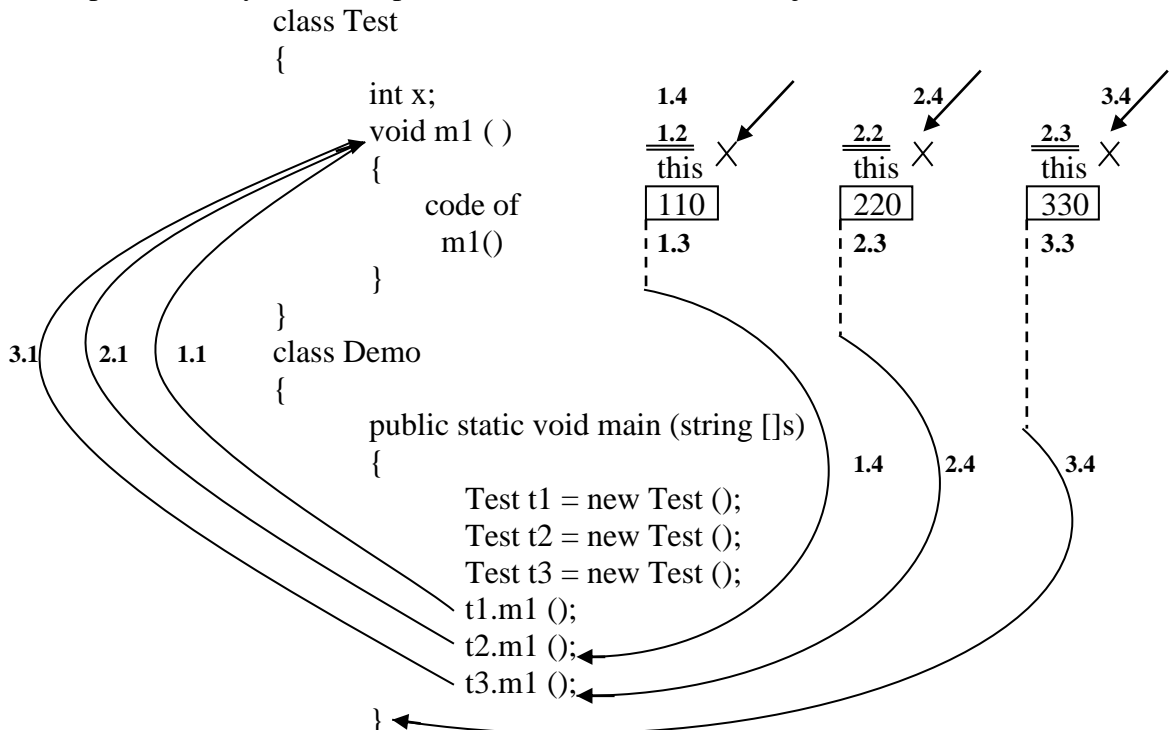 class Test
{
int x; 1.4 2.4 3.4
void m1 ( ) 1.2 2.2 2.3
{ this this this
code of 110 220 330
m1() 1.3 2.3 3.3
}
}
3.1 2.1 1.1 class Demo
{
public static void main (string []s)
{ 1.4 2.4 3.4
Test t1 = new Test ();
Test t2 = new Test ();
Test t3 = new Test ();
t1.m1 ();
t2.m1 ();
t3.m1 ();
}